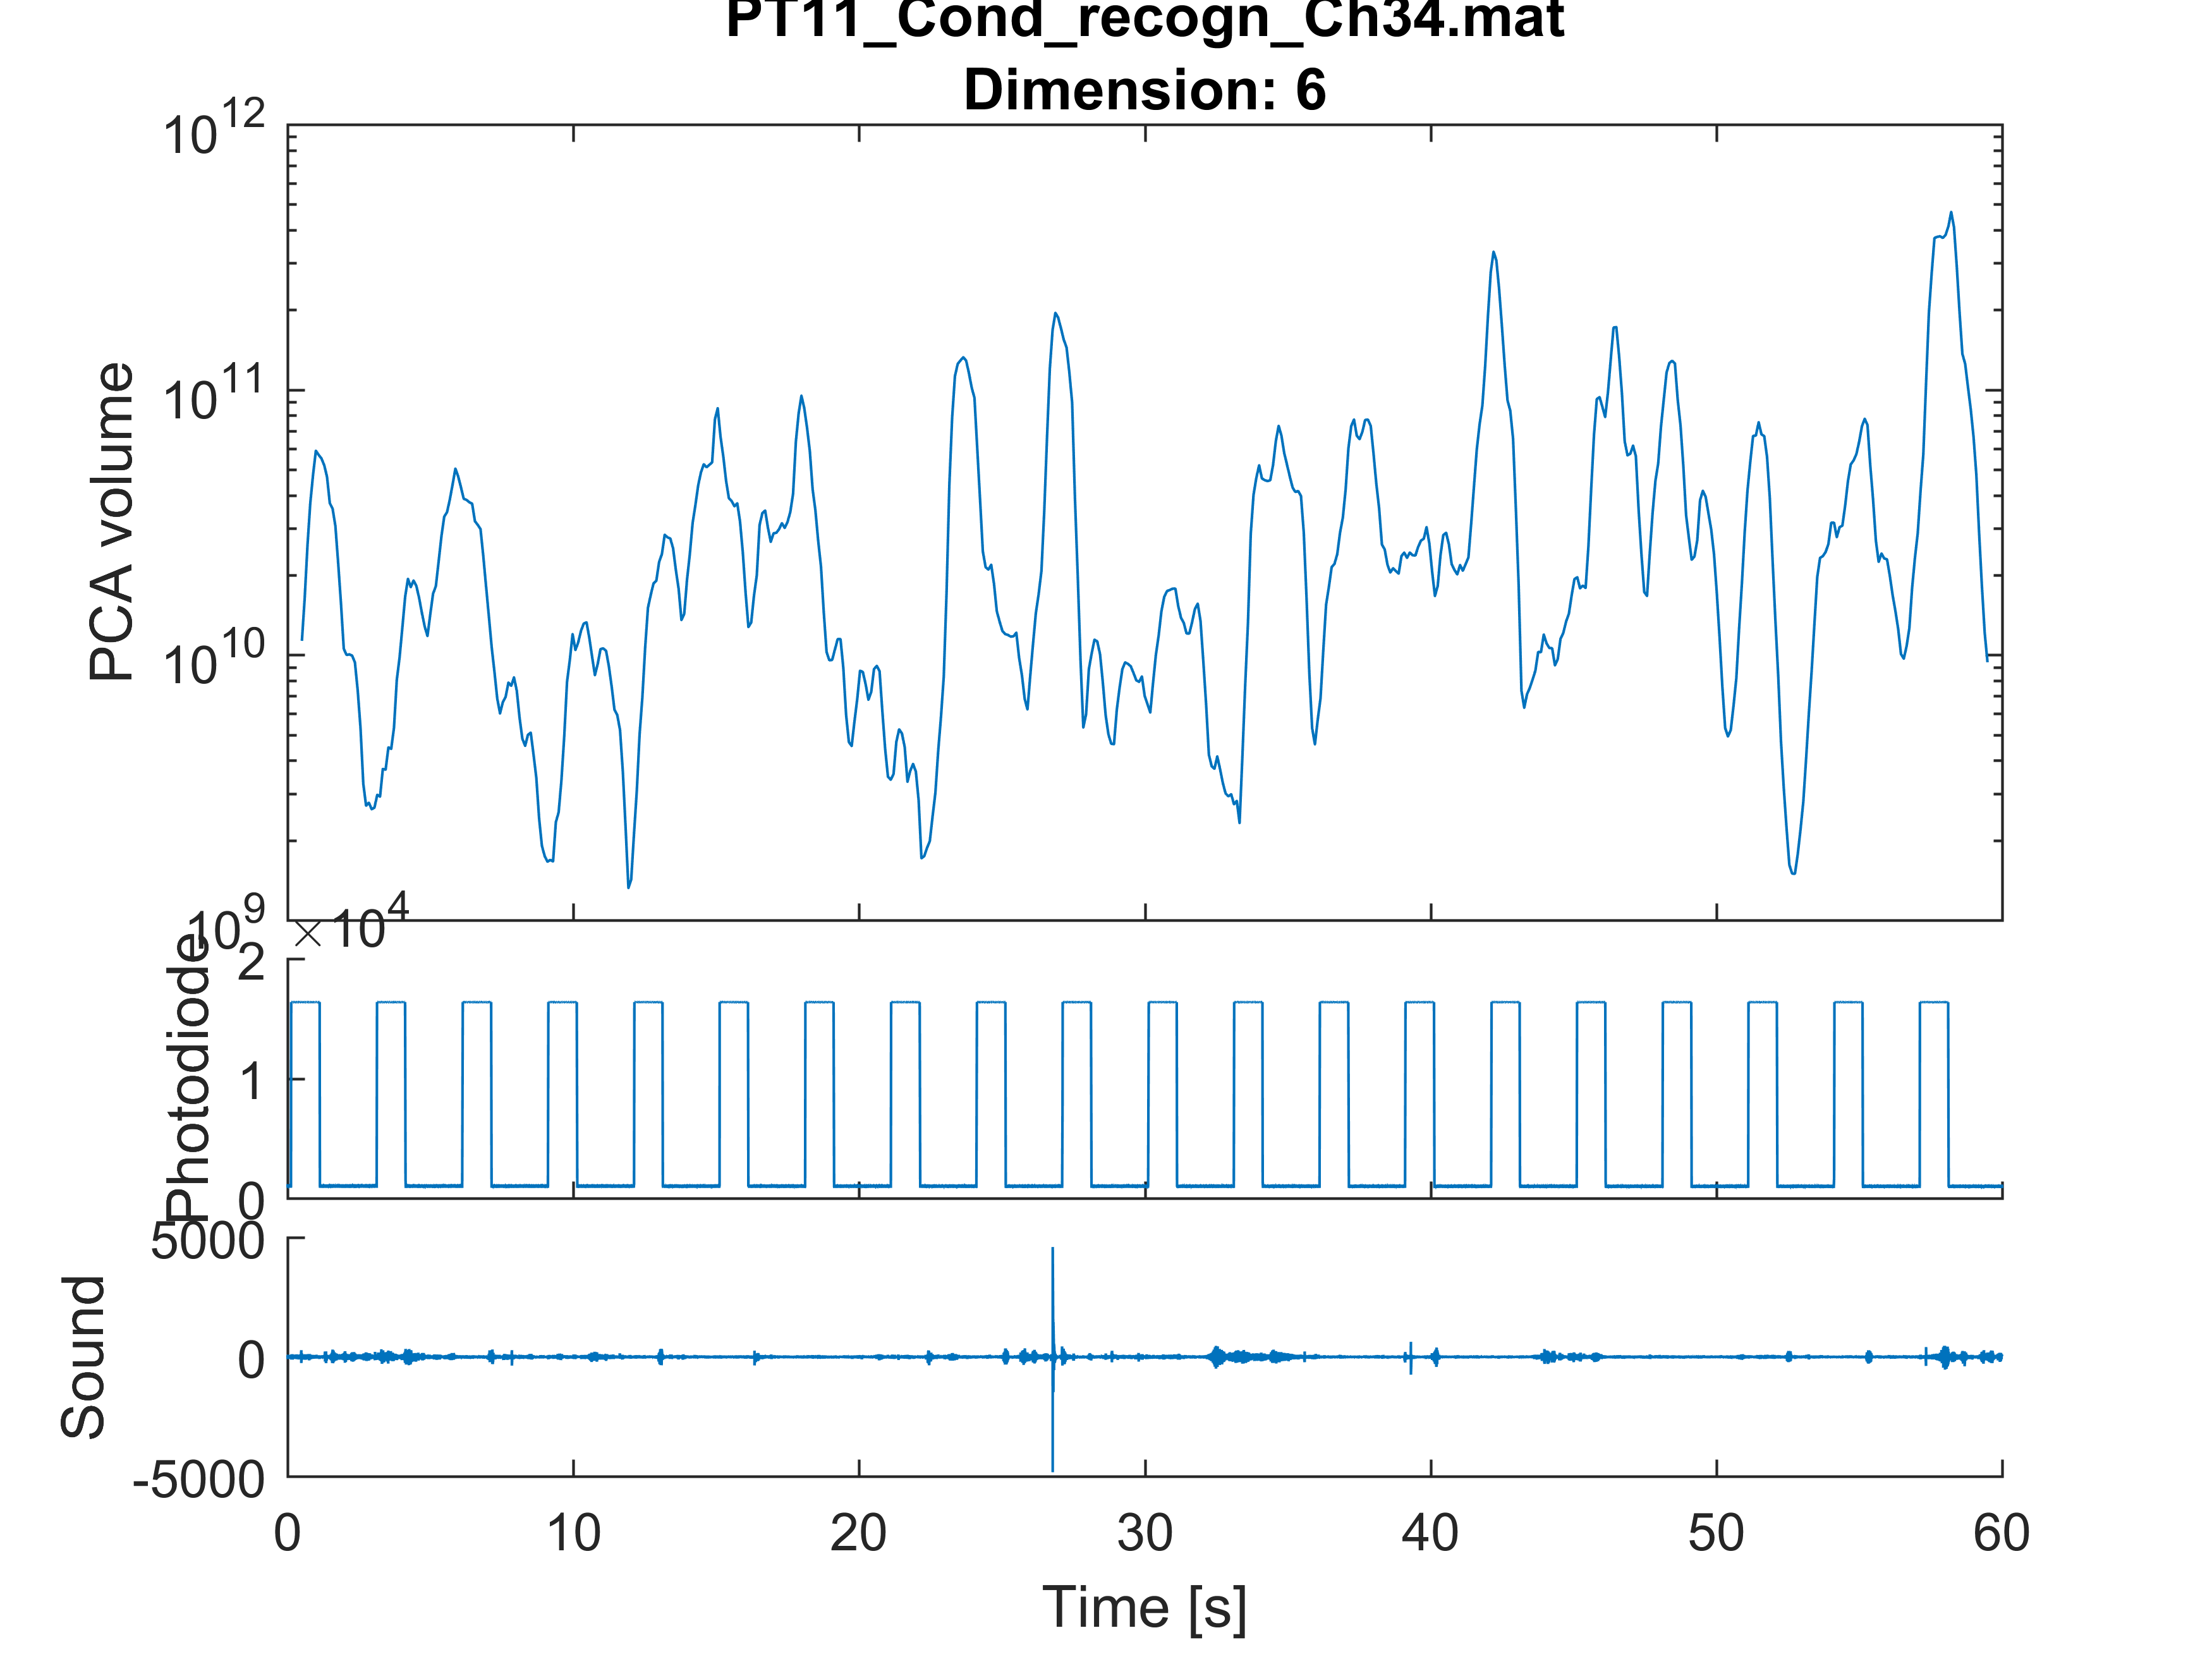 PT11_Cond_recogn_Ch34.mat
Dimension: 6
10^12
10^11
10^10
10^9
PCA volume
× 10^4
2
1
0
Photodiode
5000
0
-5000
Sound
0 10 20 30 40 50 60
Time [s]